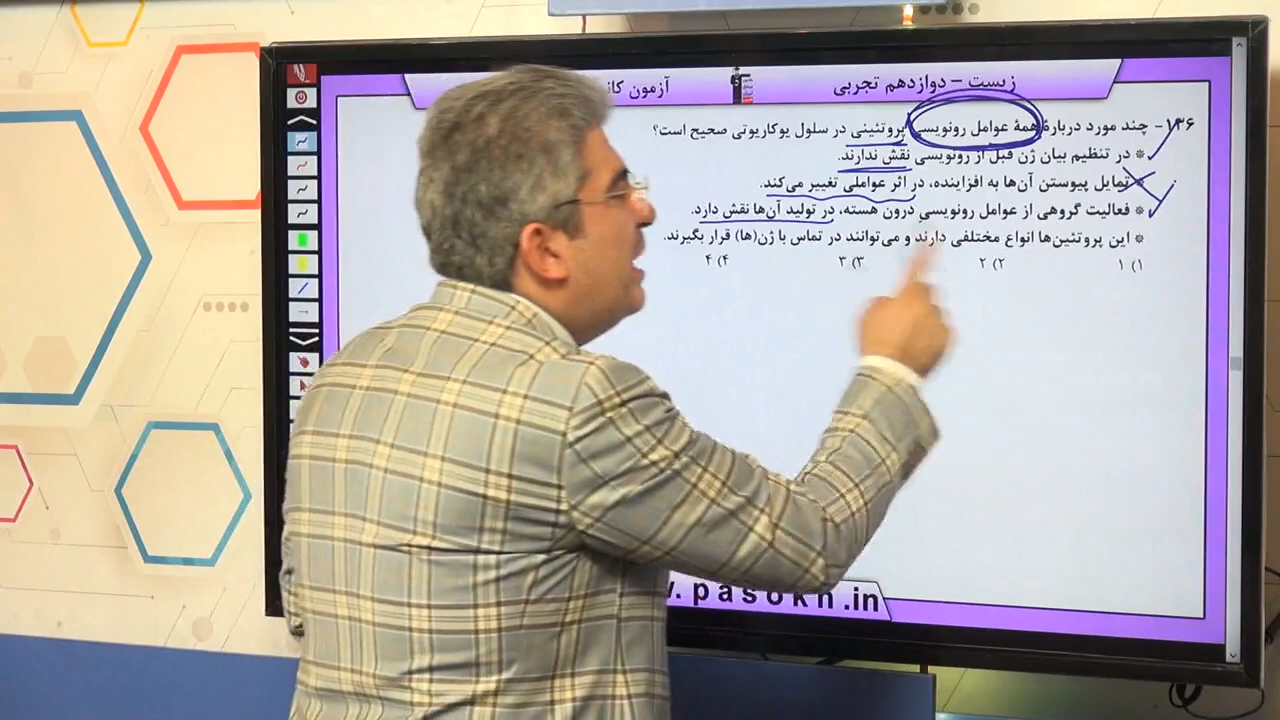 زیست – دوازدهم تجربی
آزمون
۱۳۶- چند مورد دربارهٔ همهٔ عوامل رونویسی پروتئینی در سلول یوکاریوتی صحیح است؟
* در تنظیم بیان ژن قبل از رونویسی نقش ندارند.
* تمایل پیوستن آن‌ها به افزاینده، در اثر عواملی تغییر می‌کند.
* فعالیت گروهی از عوامل رونویسی درون هسته، در تولید آن‌ها نقش دارد.
* این پروتئین‌ها انواع مختلفی دارند و می‌توانند در تماس با ژن(ها) قرار بگیرند.
۱) ۱ ۲) ۲ ۳) ۳ ۴) ۴
.pasokh.in